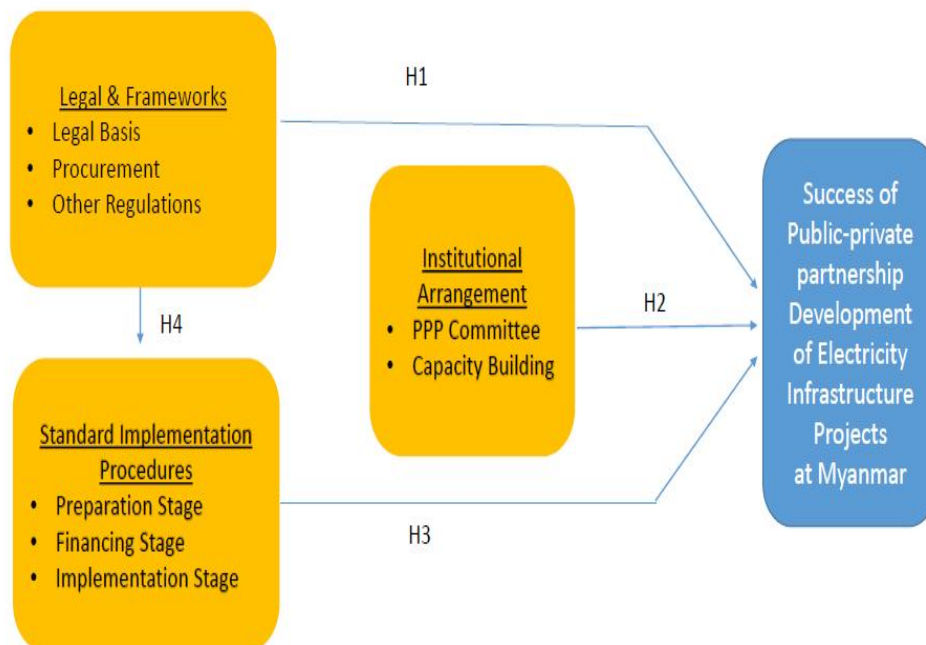 Legal & Frameworks
• Legal Basis
• Procurement
• Other Regulations
H1
H4
Institutional
Arrangement
• PPP Committee
• Capacity Building
H2
Standard Implementation
Procedures
• Preparation Stage
• Financing Stage
• Implementation Stage
H3
Success of
Public-private
partnership
Development
of Electricity
Infrastructure
Projects
at Myanmar